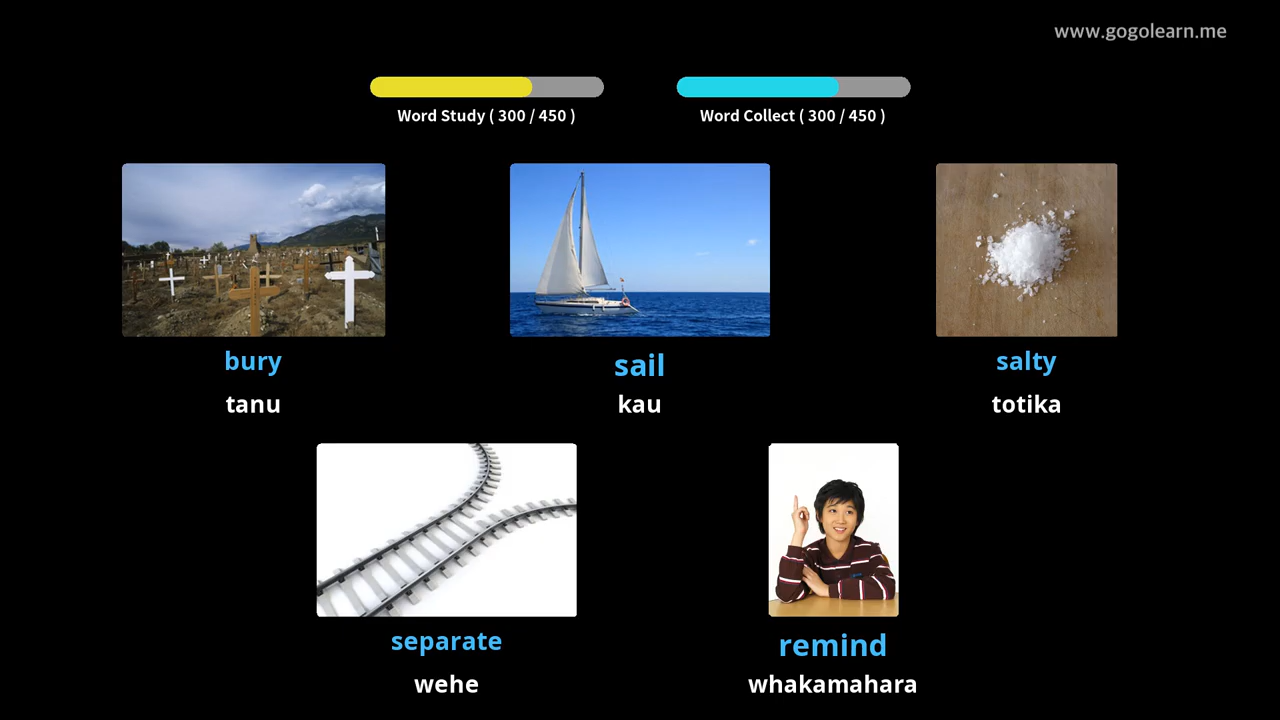 www.gogolearn.me
Word Study ( 300 / 450 )
Word Collect ( 300 / 450 )
bury
tanu
sail
kau
salty
totika
separate
wehe
remind
whakamahara